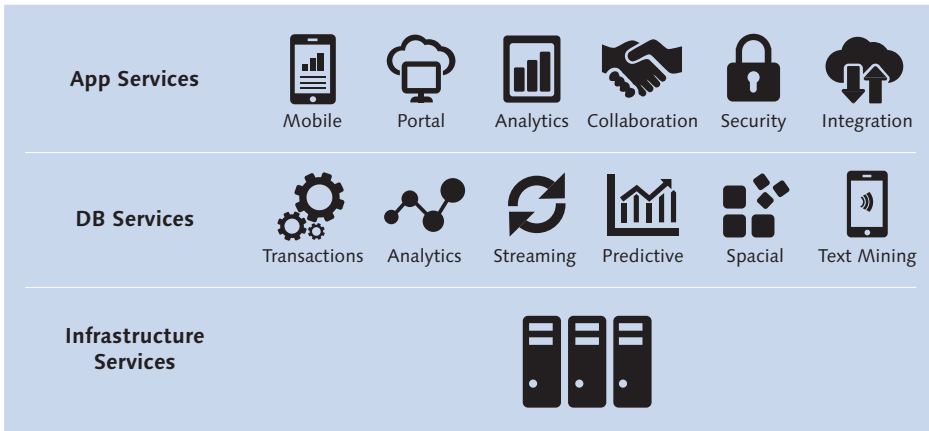 App Services
Mobile Portal Analytics Collaboration Security Integration
DB Services
Transactions Analytics Streaming Predictive Spacial Text Mining
Infrastructure
Services